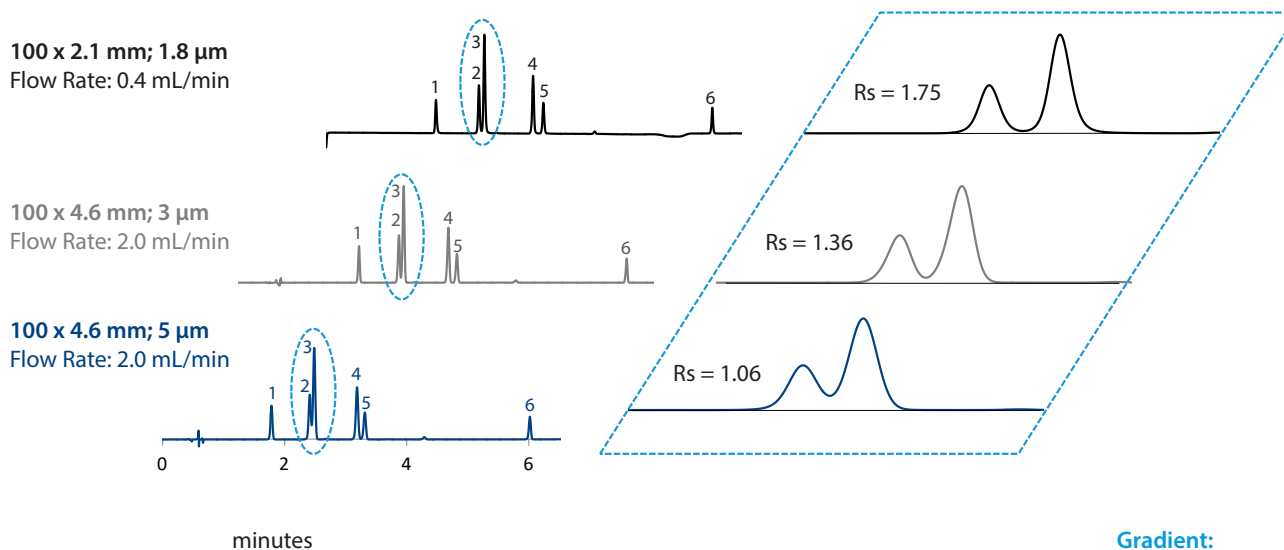 100 x 2.1 mm; 1.8 µm
Flow Rate: 0.4 mL/min
1
2
3
4
5
6
Rs = 1.75
100 x 4.6 mm; 3 µm
Flow Rate: 2.0 mL/min
1
2
3
4
5
6
Rs = 1.36
100 x 4.6 mm; 5 µm
Flow Rate: 2.0 mL/min
1
2
3
4
5
6
Rs = 1.06
0 2 4 6
minutes
Gradient: